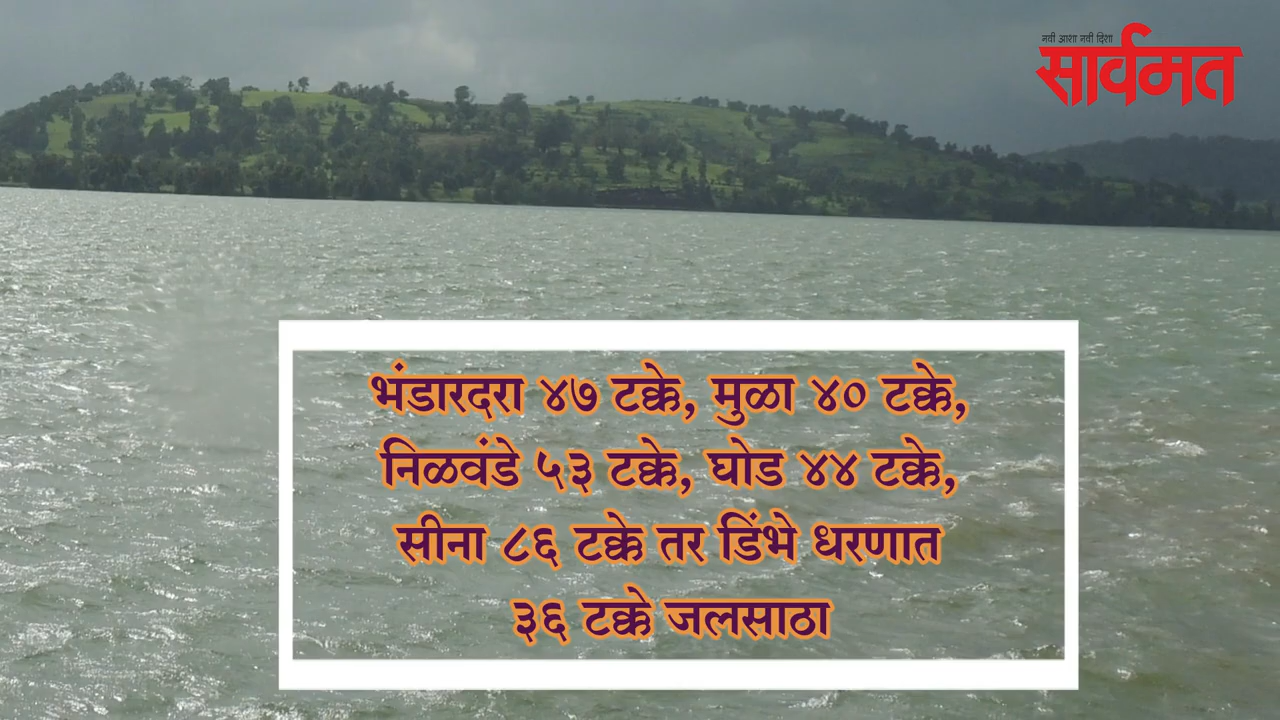 नवी आशा नवी दिशा
सार्वमत
भंडारदरा ४७ टक्के, मुळा ४० टक्के,
निळवंडे ५३ टक्के, घोड ४४ टक्के,
सीना ८६ टक्के तर डिंभे धरणात
३६ टक्के जलसाठा